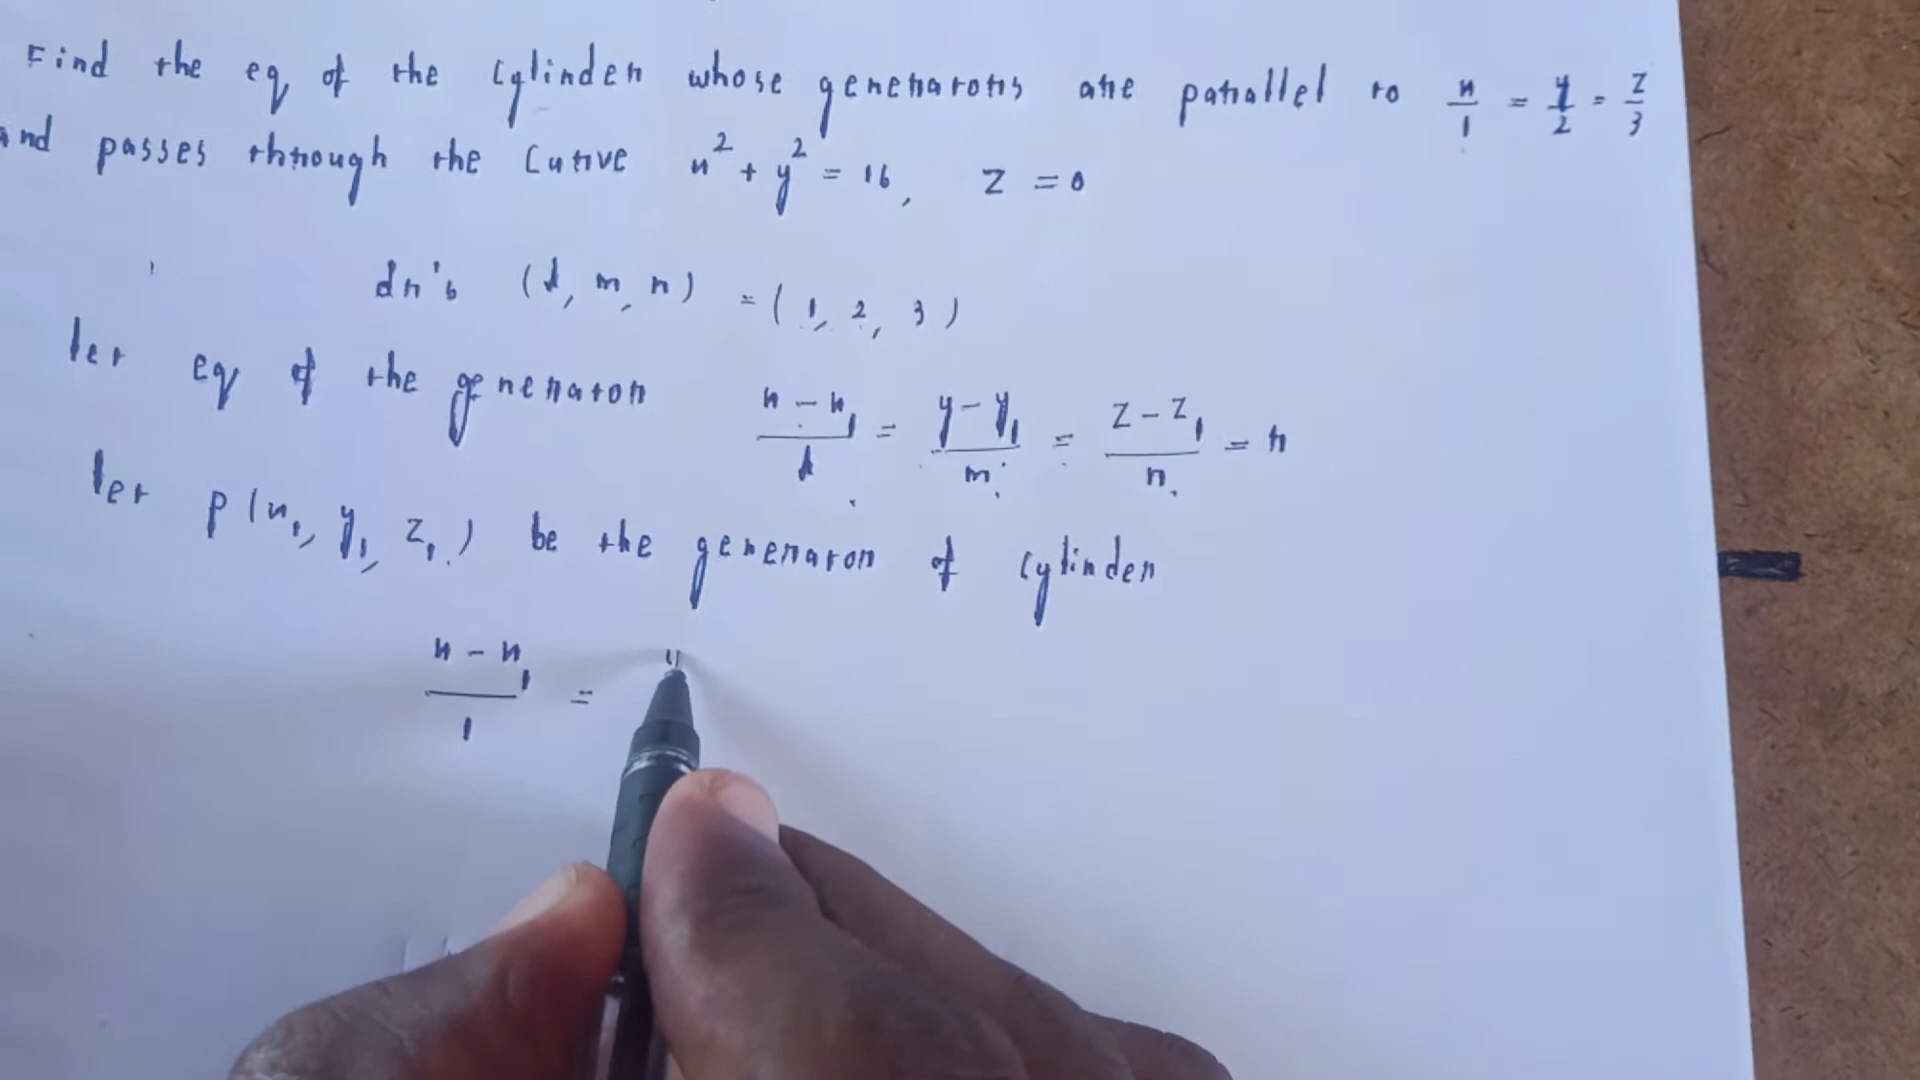 Find the eq of the cylinder whose generators are parallel to x/1 = y/2 = z/3
and passes through the curve x² + y² = 16, z = 0
dr's (l, m, n) = (1, 2, 3)
let eq of the generator (x - x₁)/l = (y - y₁)/m = (z - z₁)/n = r
let P(x₁, y₁, z₁) be the generator of cylinder
(x - x₁)/1 = y